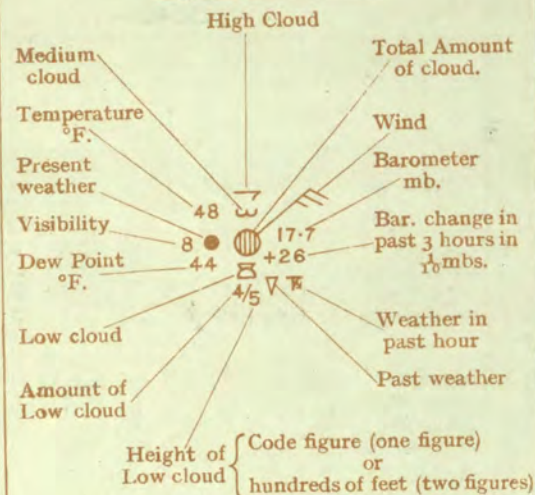 High Cloud
Medium
cloud
Total Amount
of cloud.
Temperature
°F.
Wind
Present
weather
Barometer
mb.
48
Visibility
8
17·7
Bar. change in
past 3 hours in
1/10 mbs.
+26
Dew Point
°F.
44
4/5
Low cloud
Weather in
past hour
Amount of
Low cloud
Past weather
Height of
Low cloud
Code figure (one figure)
or
hundreds of feet (two figures)